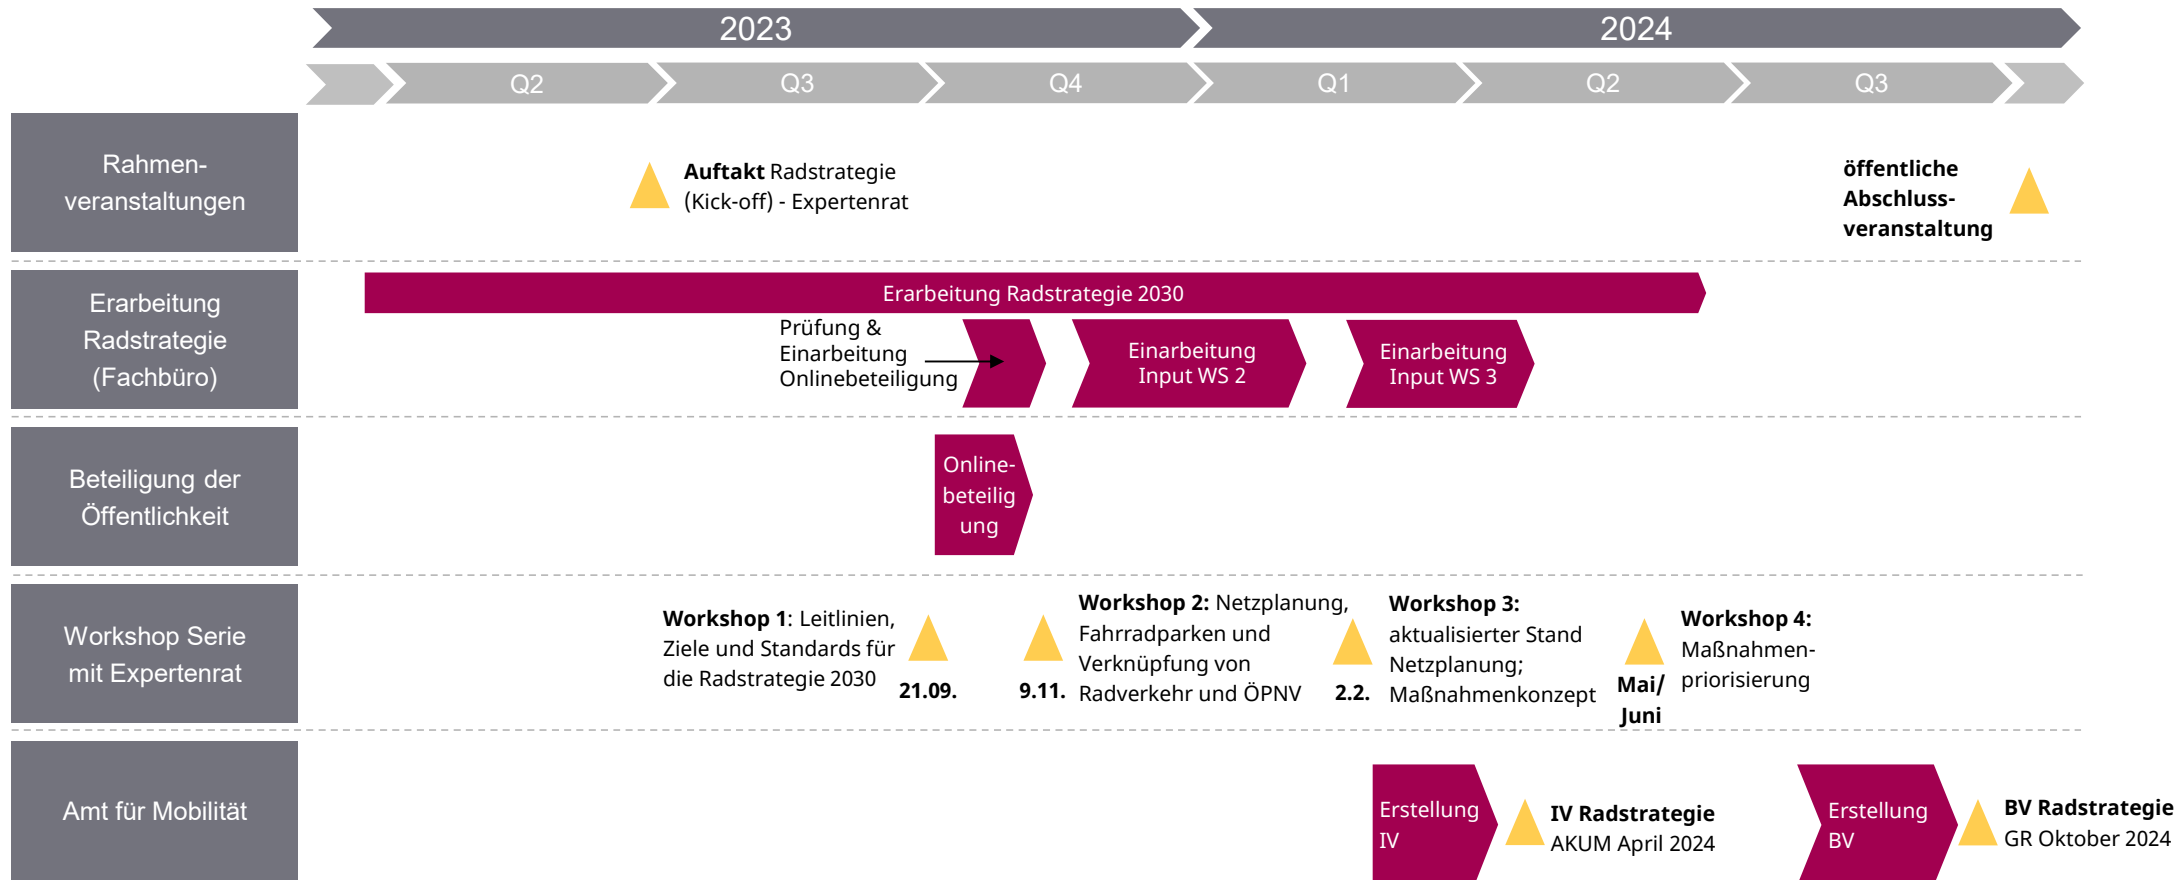 2023
2024
Q2
Q3
Q4
Q1
Q2
Q3
Rahmen-
veranstaltungen
Auftakt Radstrategie
(Kick-off) - Expertenrat
öffentliche
Abschluss-
veranstaltung
Erarbeitung
Radstrategie
(Fachbüro)
Erarbeitung Radstrategie 2030
Prüfung &
Einarbeitung
Onlinebeteiligung
Einarbeitung
Input WS 2
Einarbeitung
Input WS 3
Beteiligung der
Öffentlichkeit
Online-
beteilig
ung
Workshop Serie
mit Expertenrat
Workshop 1: Leitlinien,
Ziele und Standards für
die Radstrategie 2030
21.09.
9.11.
Workshop 2: Netzplanung,
Fahrradparken und
Verknüpfung von
Radverkehr und ÖPNV
2.2.
Workshop 3:
aktualisierter Stand
Netzplanung;
Maßnahmenkonzept
Mai/
Juni
Workshop 4:
Maßnahmen-
priorisierung
Amt für Mobilität
Erstellung
IV
IV Radstrategie
AKUM April 2024
Erstellung
BV
BV Radstrategie
GR Oktober 2024